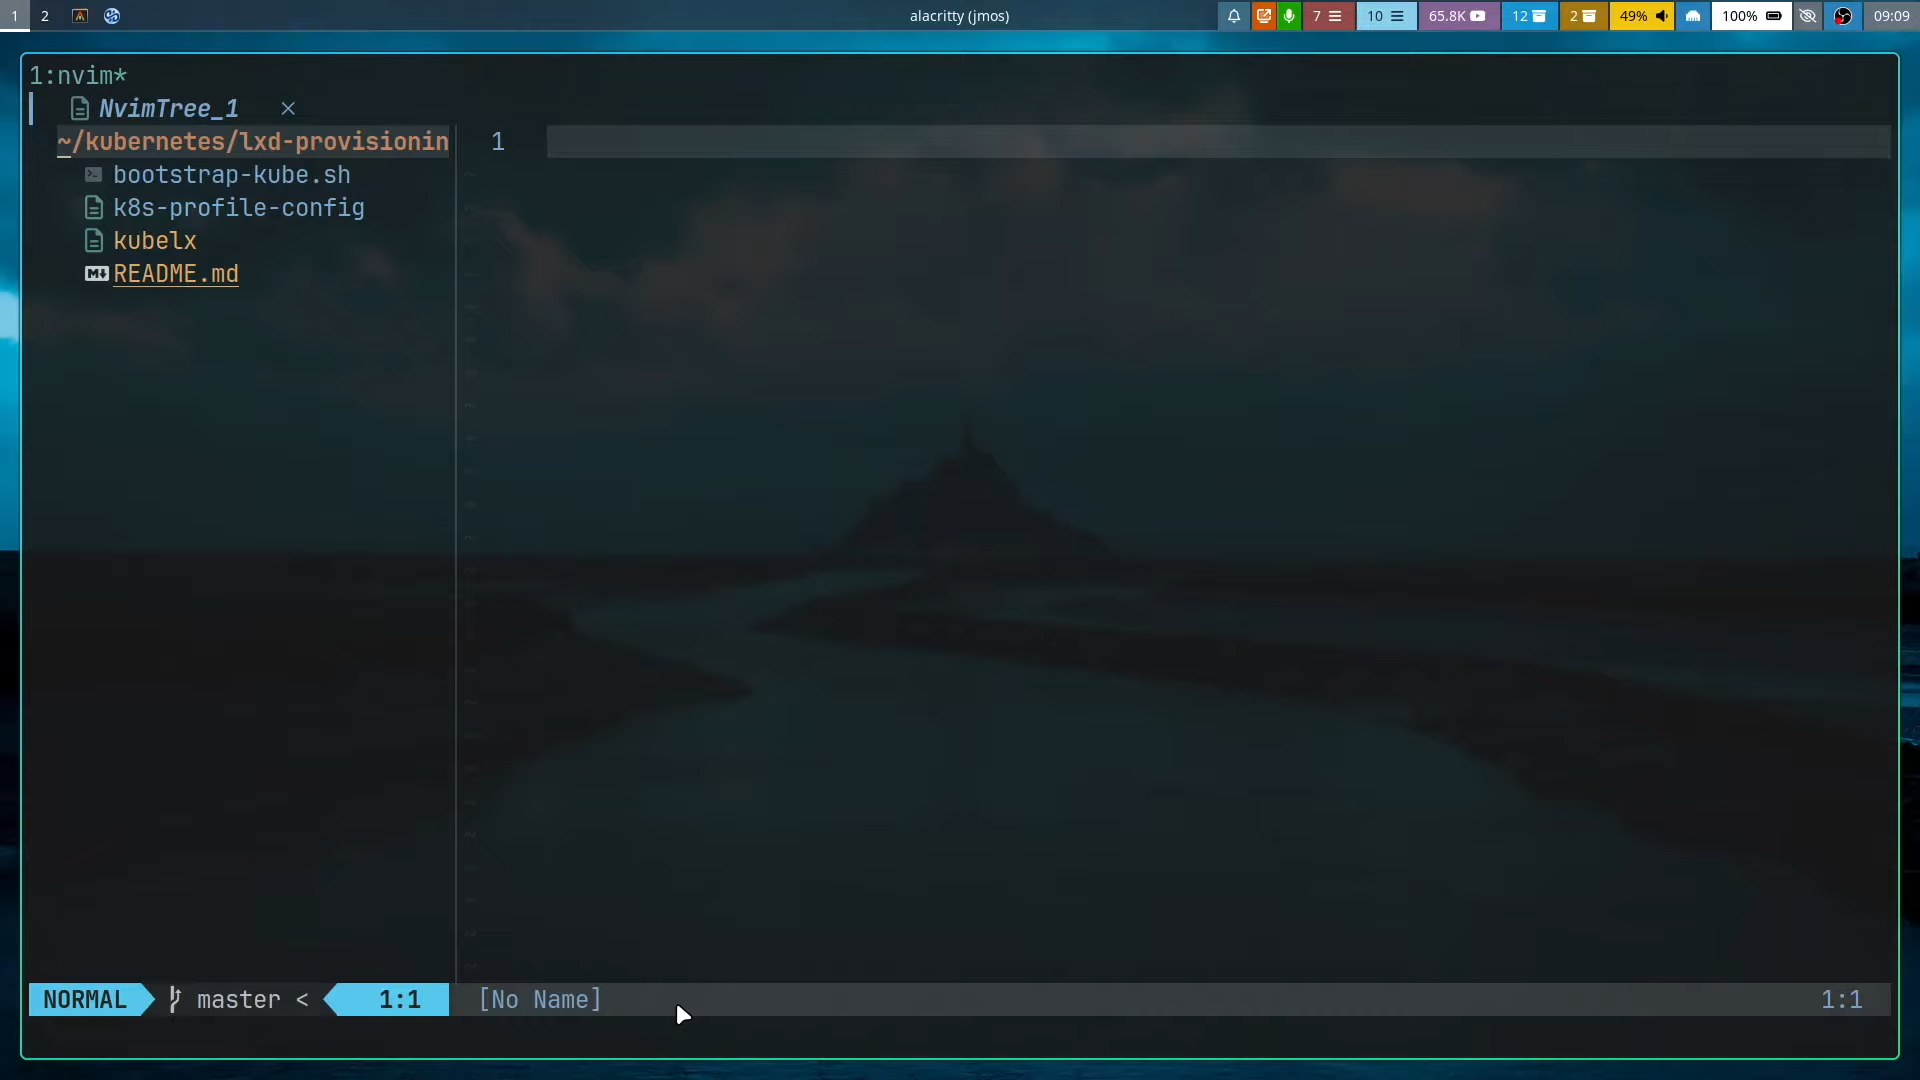 1 2 alacritty (jmos) 7 10 65.8K 12 2 49% 100% 09:09
1:nvim*
NvimTree_1 ×
~/kubernetes/lxd-provisionin 1
bootstrap-kube.sh
k8s-profile-config
kubelx
README.md
NORMAL master < 1:1 [No Name] 1:1